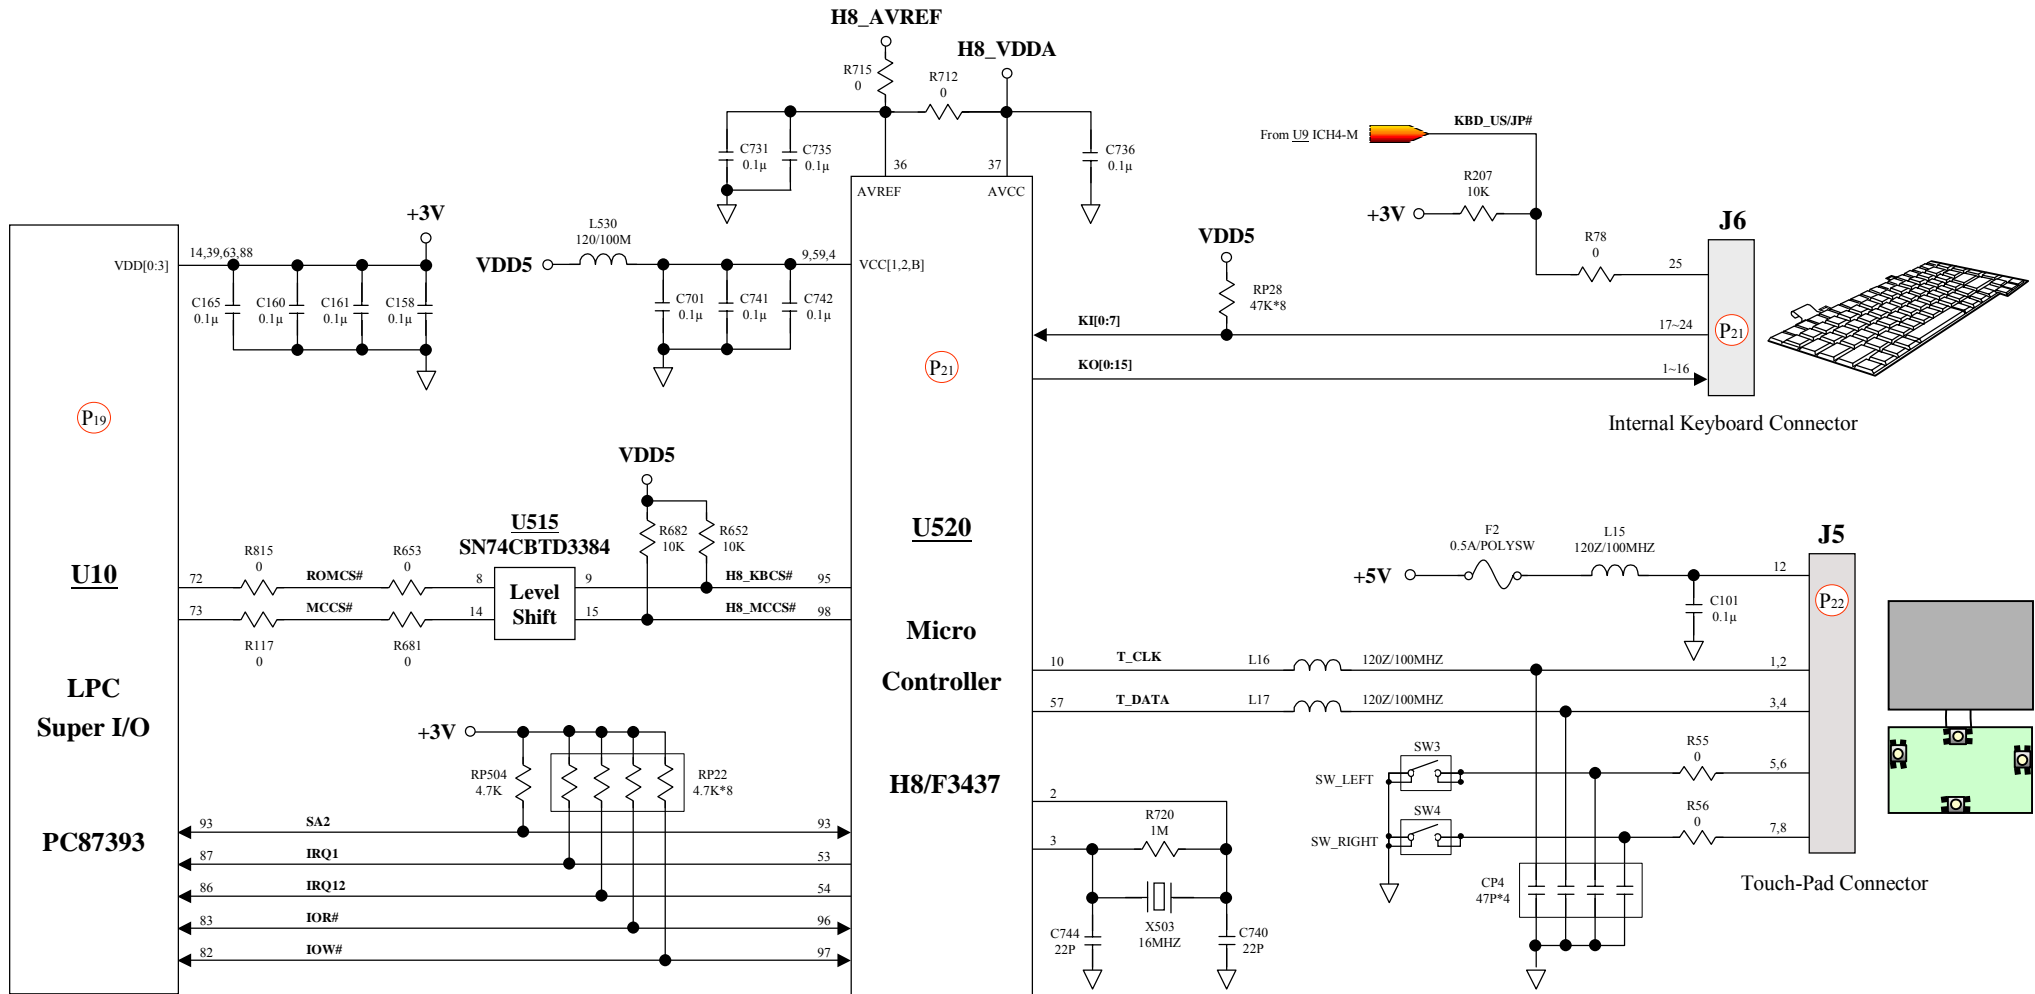 H8_AVREF
H8_VDDA
R715
0
R712
0
C731
0.1µ
C735
0.1µ
36
37
C736
0.1µ
AVREF
AVCC
From U9 ICH4-M
KBD_US/JP#
R207
10K
+3V
R78
0
J6
25
+3V
L530
120/100M
VDD5
VDD[0:3]
14,39,63,88
9,59,4
VCC[1,2,B]
VDD5
RP28
47K*8
C165
0.1µ
C160
0.1µ
C161
0.1µ
C158
0.1µ
C701
0.1µ
C741
0.1µ
C742
0.1µ
KI[0:7]
17~24
P21
KO[0:15]
1~16
P21
P19
Internal Keyboard Connector
VDD5
U515
SN74CBTD3384
R682
10K
R652
10K
U520
F2
0.5A/POLYSW
L15
120Z/100MHZ
J5
U10
R815
0
R653
0
72
ROMCS#
8
Level
Shift
9
H8_KBCS#
95
+5V
12
73
MCCS#
14
15
H8_MCCS#
98
C101
0.1µ
P22
R117
0
R681
0
Micro
Controller
10
T_CLK
L16
120Z/100MHZ
1,2
57
T_DATA
L17
120Z/100MHZ
3,4
LPC
Super I/O
+3V
RP504
4.7K
RP22
4.7K*8
H8/F3437
SW3
SW_LEFT
R55
0
5,6
SW4
SW_RIGHT
R56
0
7,8
2
R720
1M
3
PC87393
93
SA2
93
87
IRQ1
53
86
IRQ12
54
83
IOR#
96
82
IOW#
97
CP4
47P*4
Touch-Pad Connector
C744
22P
X503
16MHZ
C740
22P